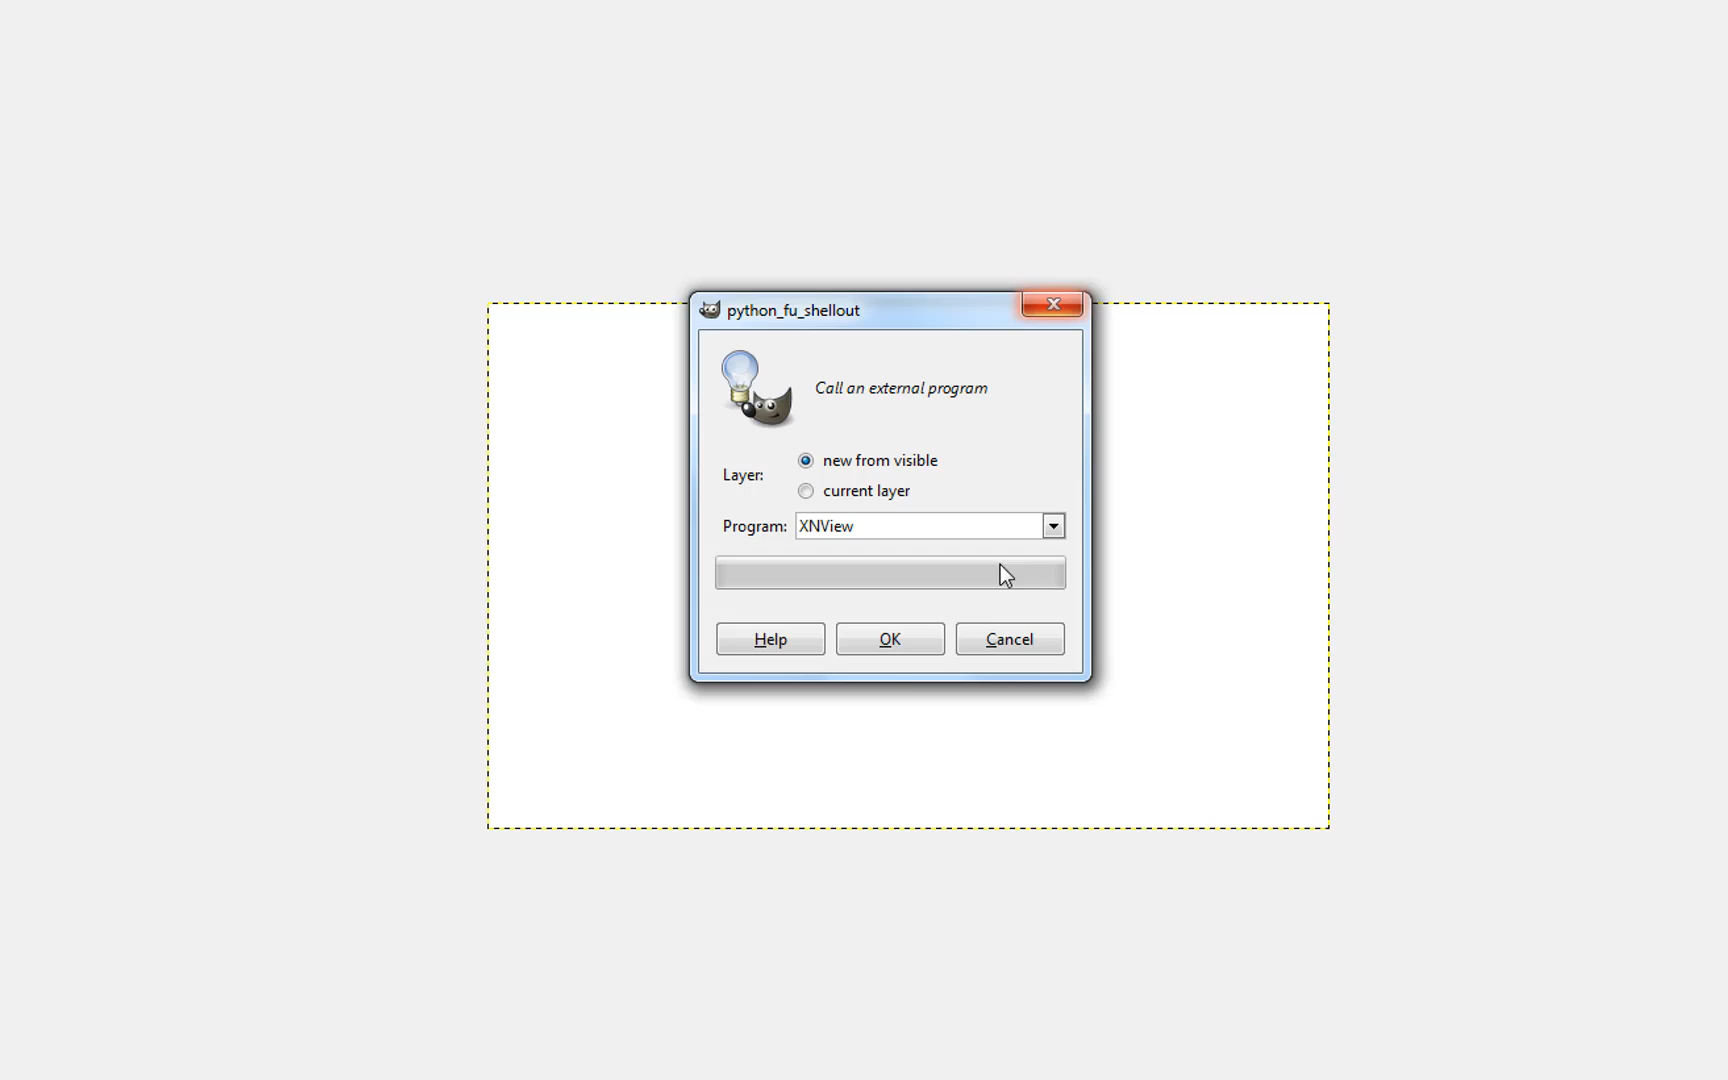 python_fu_shellout
Call an external program
Layer:
new from visible
current layer
Program: XNView
Help OK Cancel